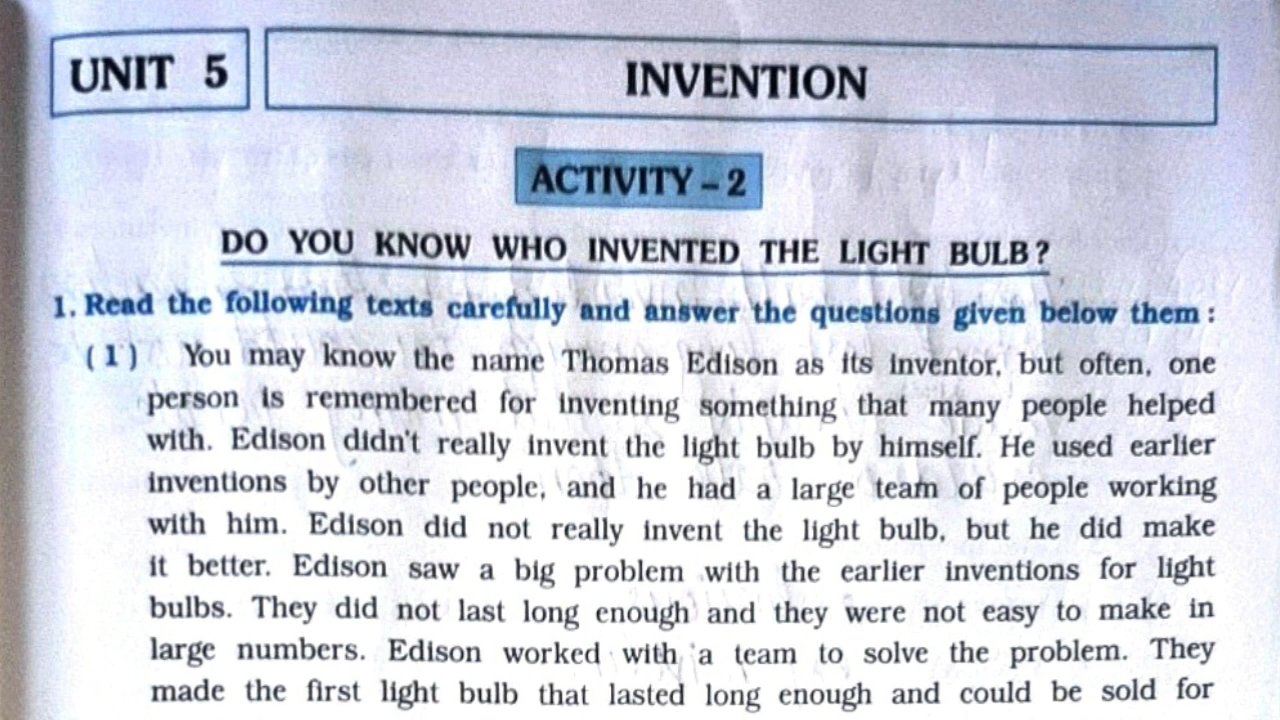 UNIT 5
INVENTION
ACTIVITY – 2
DO YOU KNOW WHO INVENTED THE LIGHT BULB?
1. Read the following texts carefully and answer the questions given below them :
(1) You may know the name Thomas Edison as its inventor, but often, one
person is remembered for inventing something that many people helped
with. Edison didn't really invent the light bulb by himself. He used earlier
inventions by other people, and he had a large team of people working
with him. Edison did not really invent the light bulb, but he did make
it better. Edison saw a big problem with the earlier inventions for light
bulbs. They did not last long enough and they were not easy to make in
large numbers. Edison worked with a team to solve the problem. They
made the first light bulb that lasted long enough and could be sold for